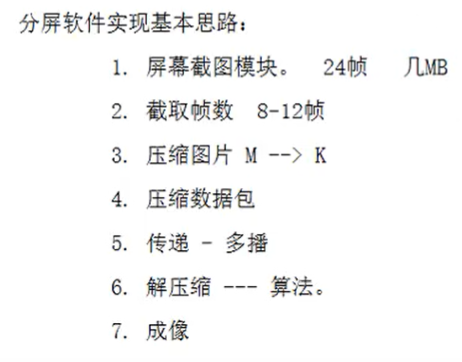 分屏软件实现基本思路:
1. 屏幕截图模块。 24帧 几MB
2. 截取帧数 8-12帧
3. 压缩图片 M --> K
4. 压缩数据包
5. 传递 - 多播
6. 解压缩 --- 算法。
7. 成像